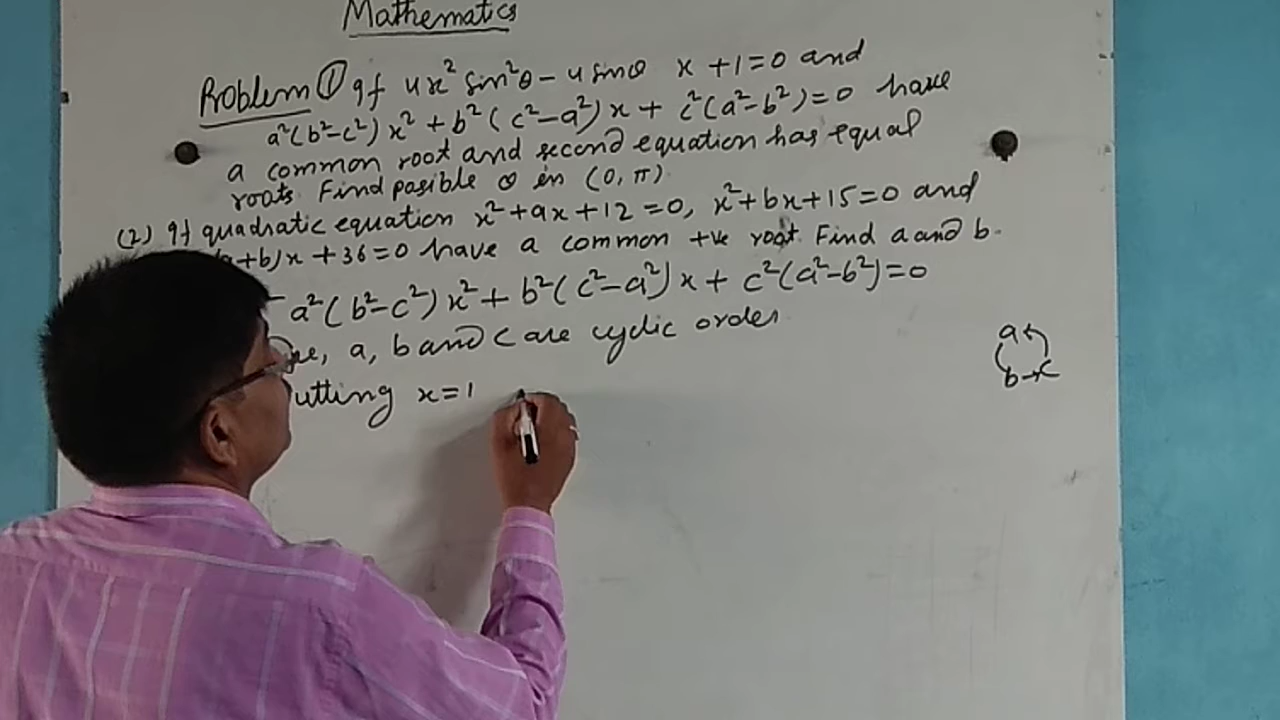 Mathematics
Problem ① If 4x² sin²θ - 4 sinθ x + 1 = 0 and
a²(b²-c²)x² + b²(c²-a²)x + c²(a²-b²) = 0 have
a common root and second equation has equal
roots. Find posible θ in (0, π).
(2) If quadratic equation x²+ax+12=0, x²+bx+15=0 and
+b)x + 36=0 have a common +ve root. Find a and b.
a²(b²-c²)x² + b²(c²-a²)x + c²(a²-b²) = 0
a, b and c are cyclic order
utting x=1
a
b→c